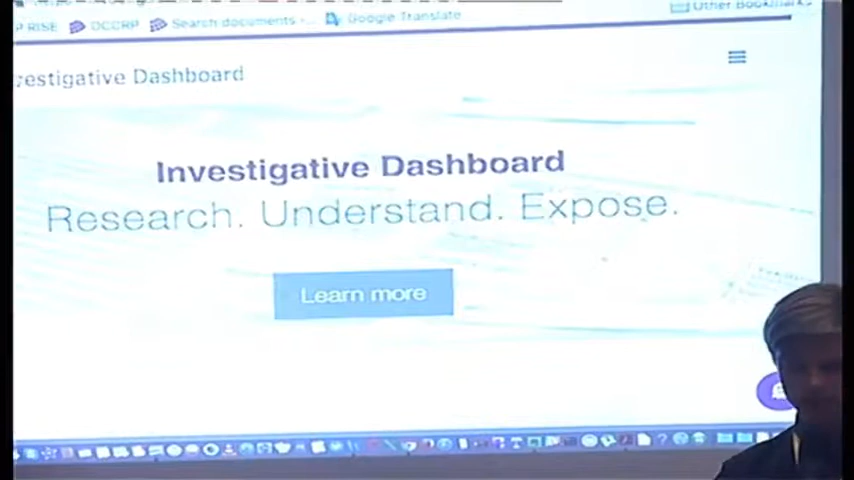 RISE OCCRP Search documents Google Translate Other Bookmarks
estigative Dashboard
Investigative Dashboard
Research. Understand. Expose.
Learn more